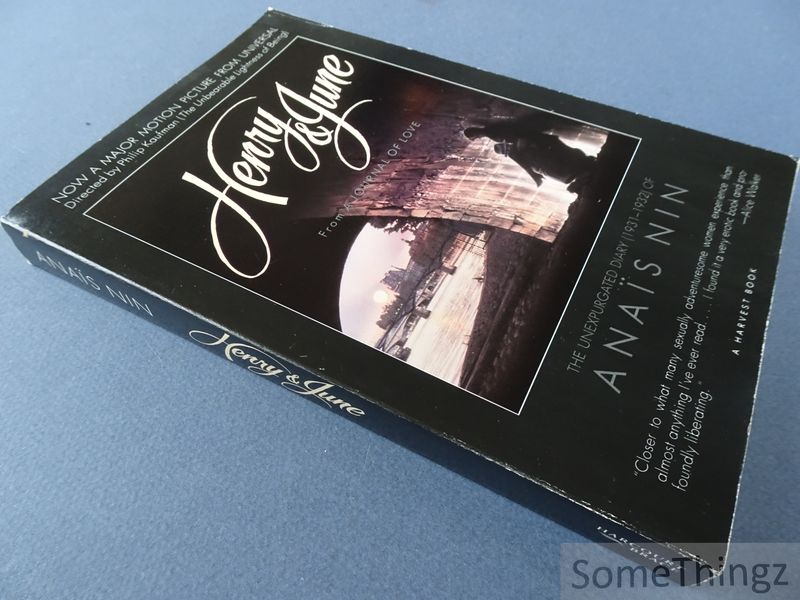 NOW A MAJOR MOTION PICTURE FROM UNIVERSAL
Directed by Philip Kaufman (The Unbearable Lightness of Being)
Henry
& June
From A JOURNAL OF LOVE
THE UNEXPURGATED DIARY (1931–1932) OF
ANAÏS NIN
"Closer to what many sexually adventuresome women experience than
almost anything I've ever read. . . . I found it a very erotic book and pro-
foundly liberating."
—Alice Walker
A HARVEST BOOK
ANAÏS NIN
Henry & June
HARCOURT
BRACE
SomeThingz